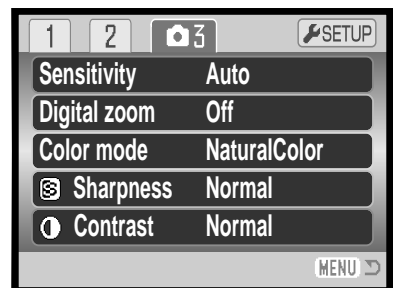 1 2 3 SETUP
Sensitivity Auto
Digital zoom Off
Color mode NaturalColor
S Sharpness Normal
Contrast Normal
MENU